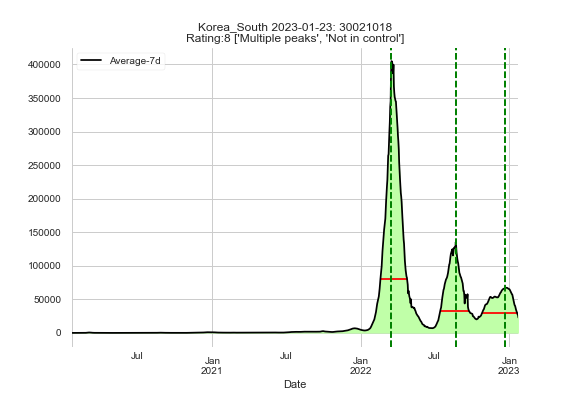 Korea_South 2023-01-23: 30021018
Rating:8 ['Multiple peaks', 'Not in control']
Average-7d
400000
350000
300000
250000
200000
150000
100000
50000
0
Jul
Jan
2021
Jul
Jan
2022
Jul
Jan
2023
Date